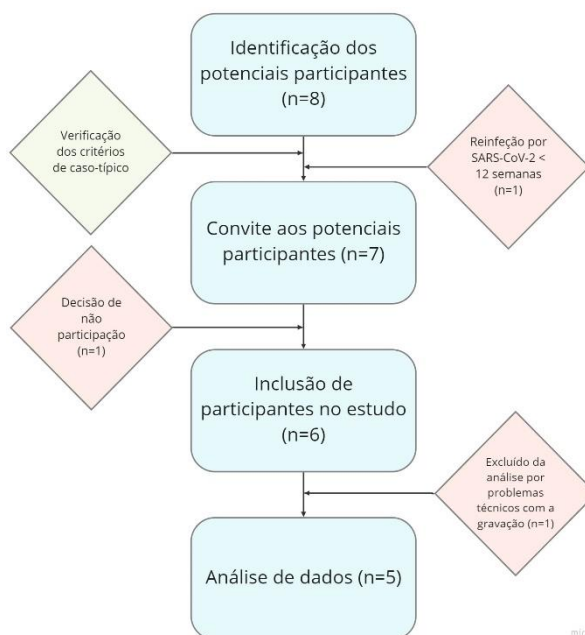 Identificação dos
potenciais participantes
(n=8)
Verificação
dos critérios
de caso-típico
Reinfeção por
SARS-CoV-2 <
12 semanas
(n=1)
Convite aos potenciais
participantes (n=7)
Decisão de
não
participação
(n=1)
Inclusão de
participantes no estudo
(n=6)
Excluído da
análise por
problemas
técnicos com a
gravação (n=1)
Análise de dados (n=5)